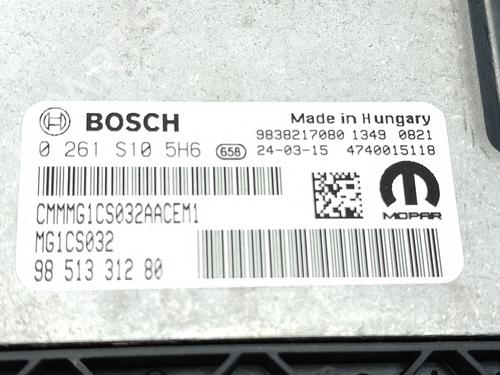 BOSCH
Made in Hungary
9838217080 1349 0821
0 261 S10 5H6 658 24-03-15 4740015118
CMMMG1CS032AACEM1
MOPAR
MG1CS032
98 513 312 80